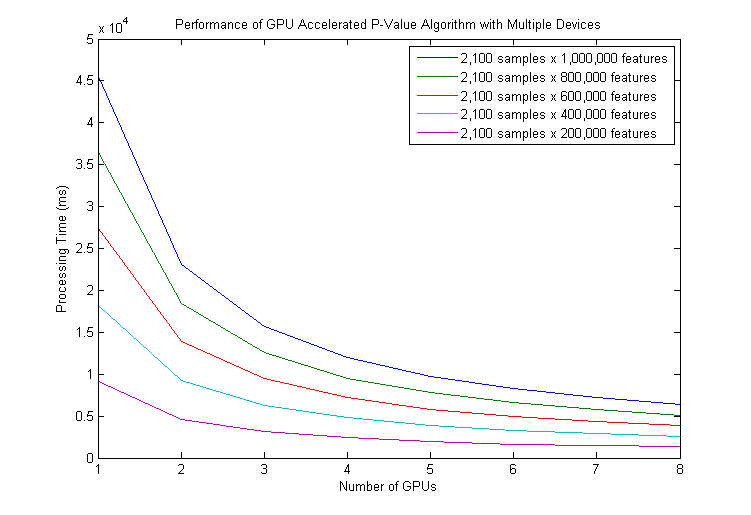 Performance of GPU Accelerated P-Value Algorithm with Multiple Devices
x 10^4
5
4.5
4
3.5
3
2.5
2
1.5
1
0.5
0
Processing Time (ms)
2,100 samples x 1,000,000 features
2,100 samples x 800,000 features
2,100 samples x 600,000 features
2,100 samples x 400,000 features
2,100 samples x 200,000 features
1 2 3 4 5 6 7 8
Number of GPUs